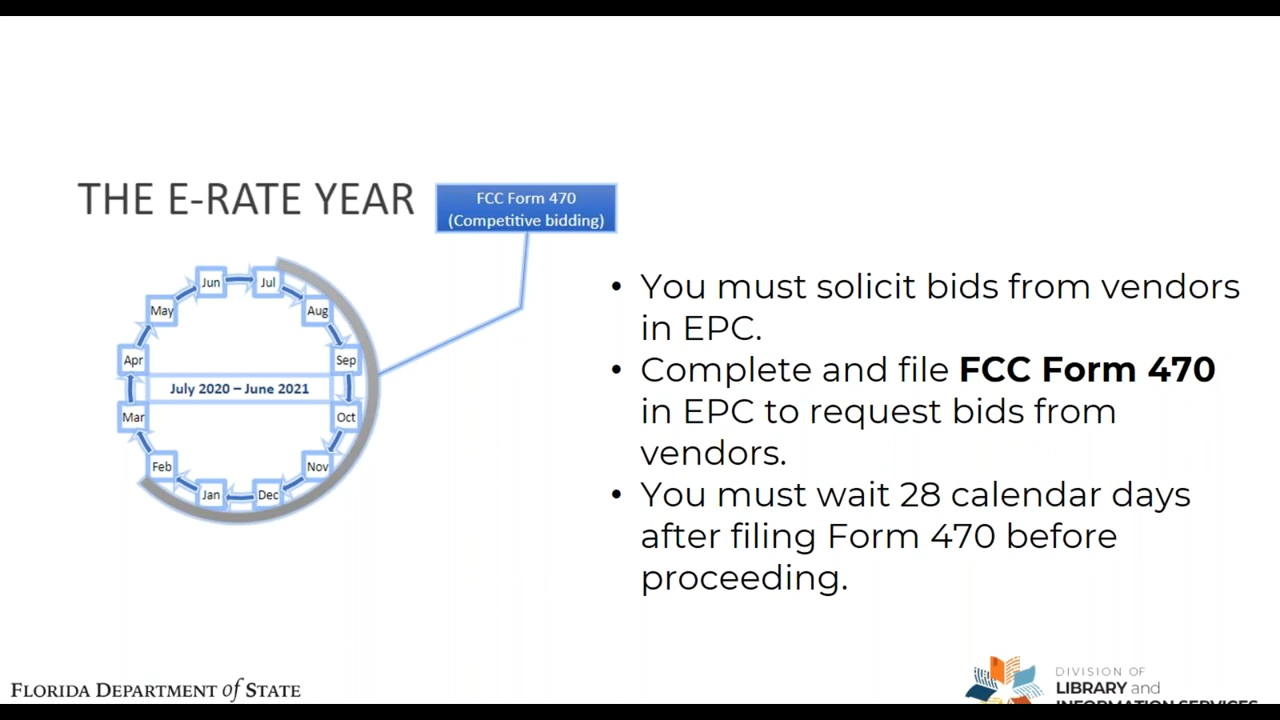 THE E-RATE YEAR
FCC Form 470
(Competitive bidding)
Jun
Jul
May
Aug
Apr
Sep
July 2020 – June 2021
Mar
Oct
Feb
Nov
Jan
Dec
• You must solicit bids from vendors
in EPC.
• Complete and file FCC Form 470
in EPC to request bids from
vendors.
• You must wait 28 calendar days
after filing Form 470 before
proceeding.
FLORIDA DEPARTMENT of STATE
DIVISION OF
LIBRARY and
INFORMATION SERVICES